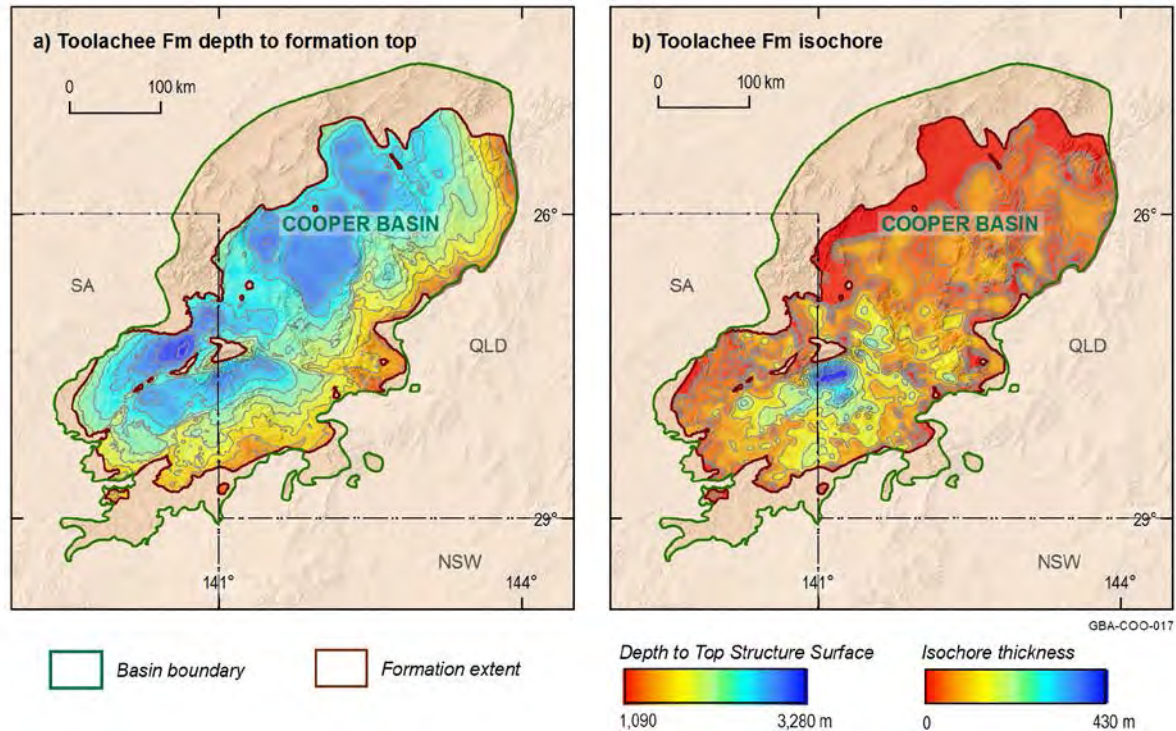 a) Toolachee Fm depth to formation top
0 100 km
COOPER BASIN
26°
SA
QLD
29°
NSW
141°
144°
b) Toolachee Fm isochore
0 100 km
COOPER BASIN
26°
SA
QLD
29°
NSW
141°
144°
GBA-COO-017
Basin boundary
Formation extent
Depth to Top Structure Surface
1,090 3,280 m
Isochore thickness
0 430 m